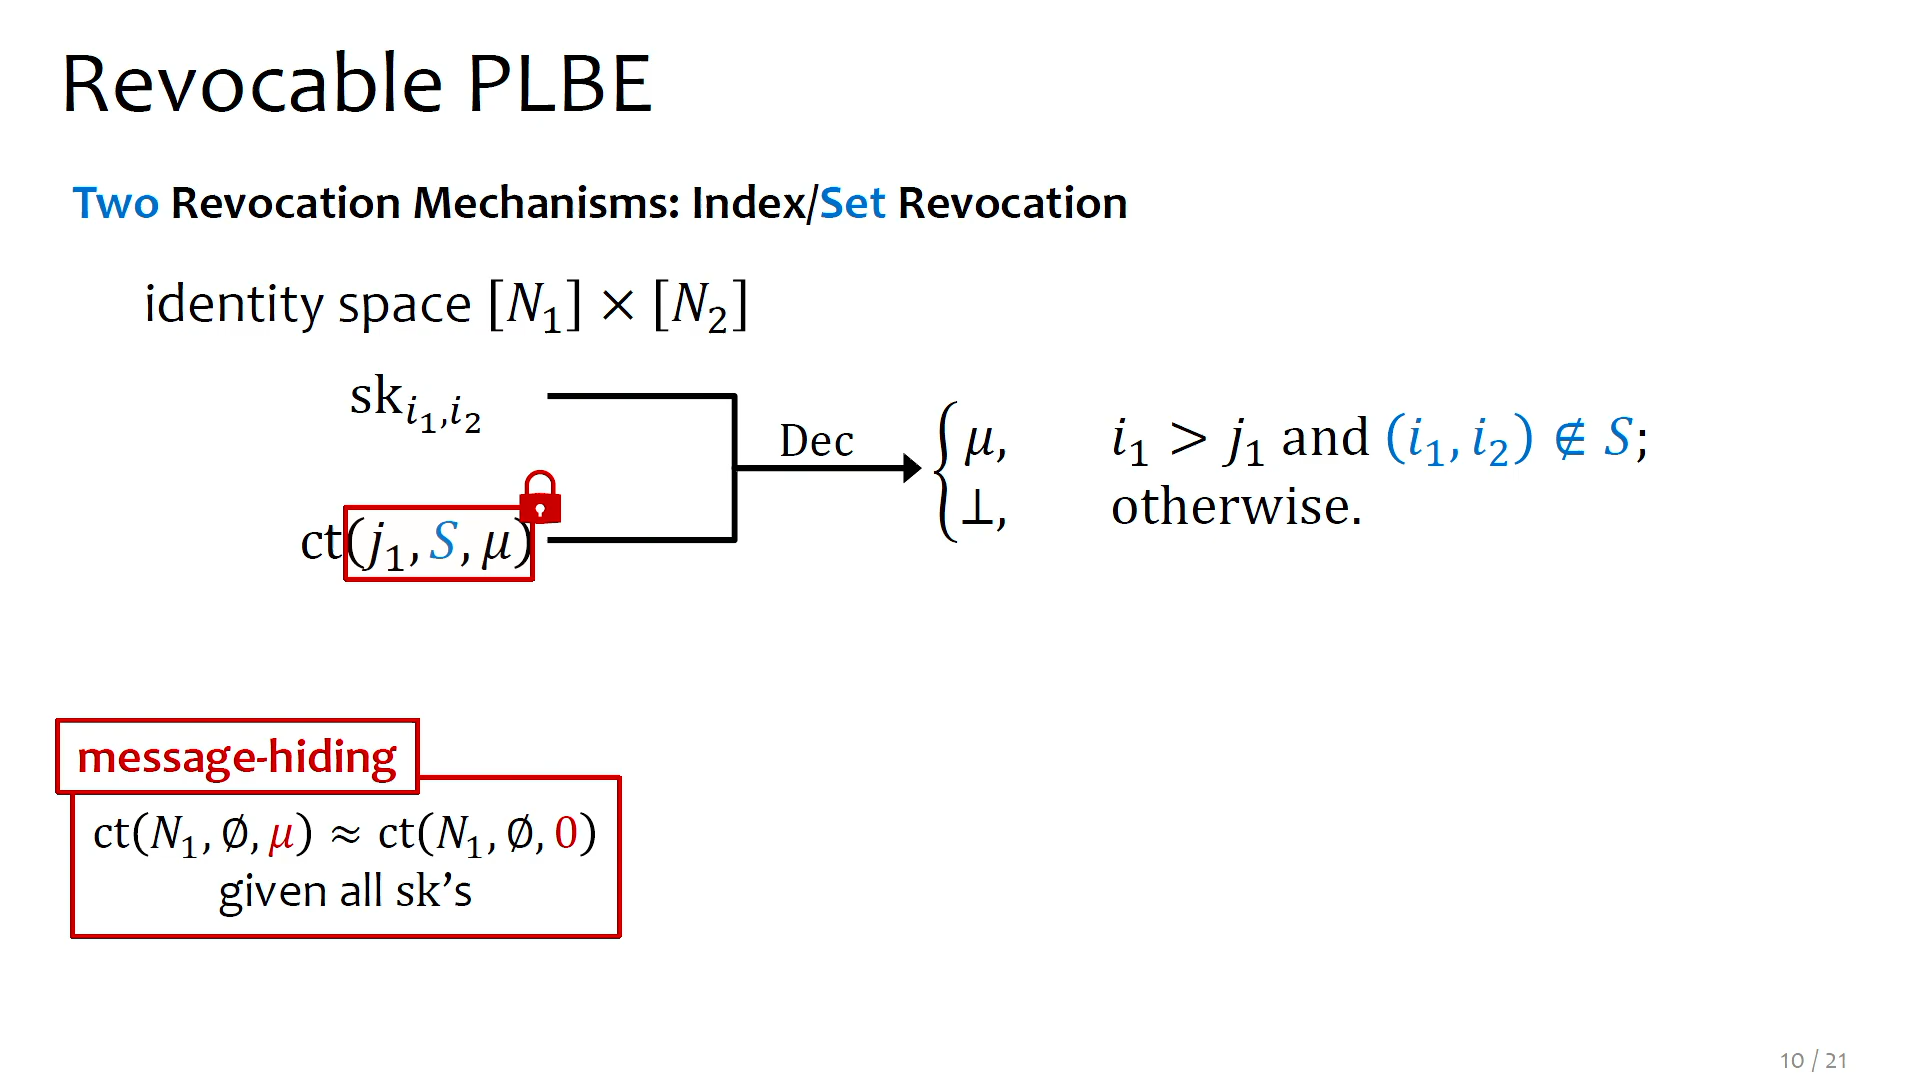 Revocable PLBE
Two Revocation Mechanisms: Index/Set Revocation
identity space [N₁] × [N₂]
sk_{i₁,i₂}
ct(j₁, S, μ)
Dec
{ μ, i₁ > j₁ and (i₁, i₂) ∉ S;
⊥, otherwise.
message-hiding
ct(N₁, ∅, μ) ≈ ct(N₁, ∅, 0)
given all sk’s
10 / 21